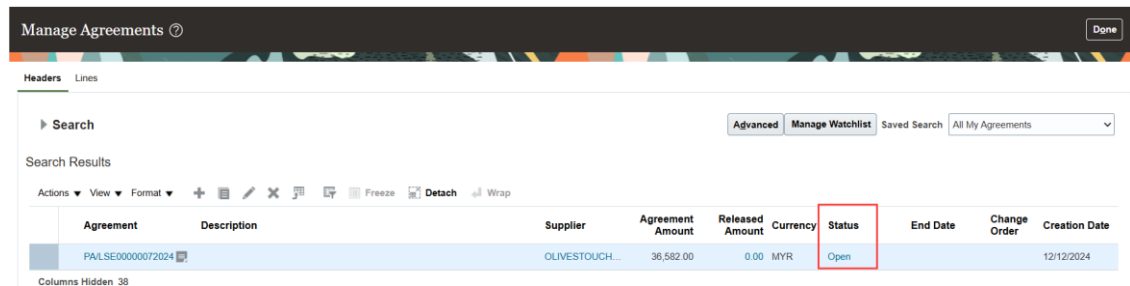 Manage Agreements ?
Done
Headers Lines
Search
Advanced Manage Watchlist Saved Search All My Agreements
Search Results
Actions View Format Freeze Detach Wrap
Agreement Description Supplier Agreement Amount Released Amount Currency Status End Date Change Order Creation Date
PA/LSE00000072024 OLIVESTOUCH... 36,582.00 0.00 MYR Open 12/12/2024
Columns Hidden 38